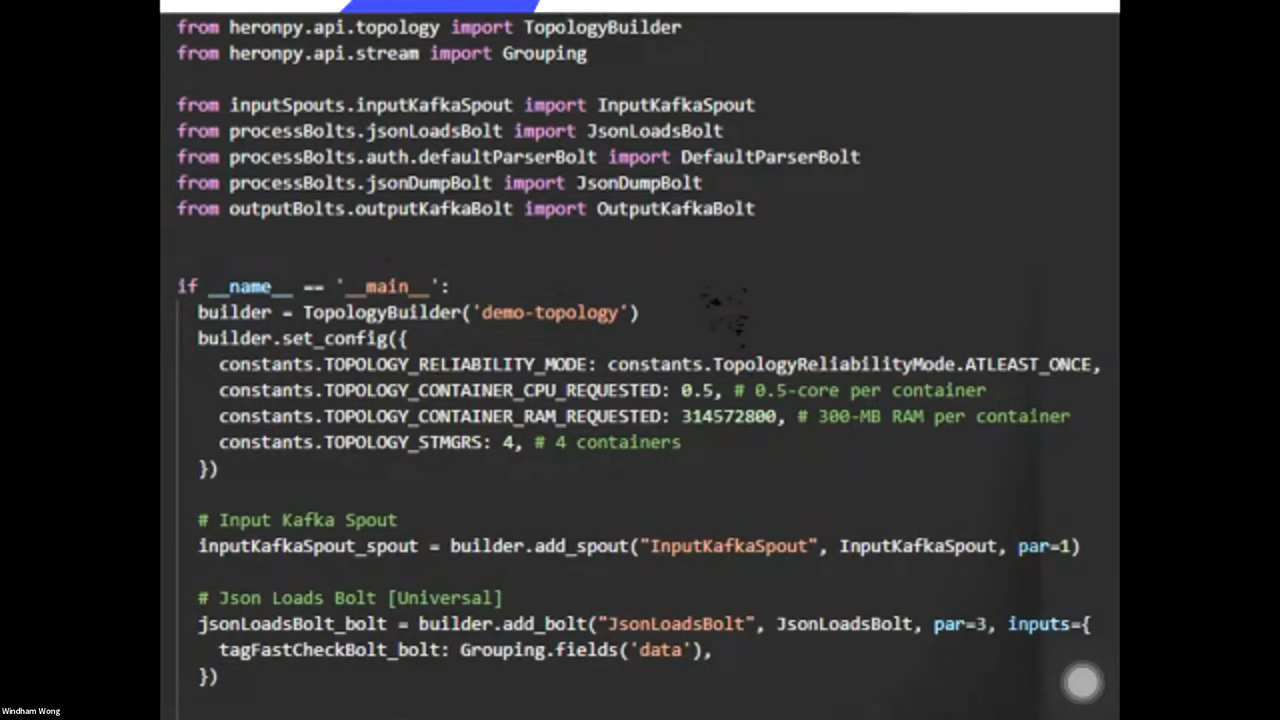 from heronpy.api.topology import TopologyBuilder
from heronpy.api.stream import Grouping
from inputSpouts.inputKafkaSpout import InputKafkaSpout
from processBolts.jsonLoadsBolt import JsonLoadsBolt
from processBolts.auth.defaultParserBolt import DefaultParserBolt
from processBolts.jsonDumpBolt import JsonDumpBolt
from outputBolts.outputKafkaBolt import OutputKafkaBolt
if __name__ == '__main__':
builder = TopologyBuilder('demo-topology')
builder.set_config({
constants.TOPOLOGY_RELIABILITY_MODE: constants.TopologyReliabilityMode.ATLEAST_ONCE,
constants.TOPOLOGY_CONTAINER_CPU_REQUESTED: 0.5, # 0.5-core per container
constants.TOPOLOGY_CONTAINER_RAM_REQUESTED: 314572800, # 300-MB RAM per container
constants.TOPOLOGY_STMGRS: 4, # 4 containers
})
# Input Kafka Spout
inputKafkaSpout_spout = builder.add_spout("InputKafkaSpout", InputKafkaSpout, par=1)
# Json Loads Bolt [Universal]
jsonLoadsBolt_bolt = builder.add_bolt("JsonLoadsBolt", JsonLoadsBolt, par=3, inputs={
tagFastCheckBolt_bolt: Grouping.fields('data'),
})
Windham Wong